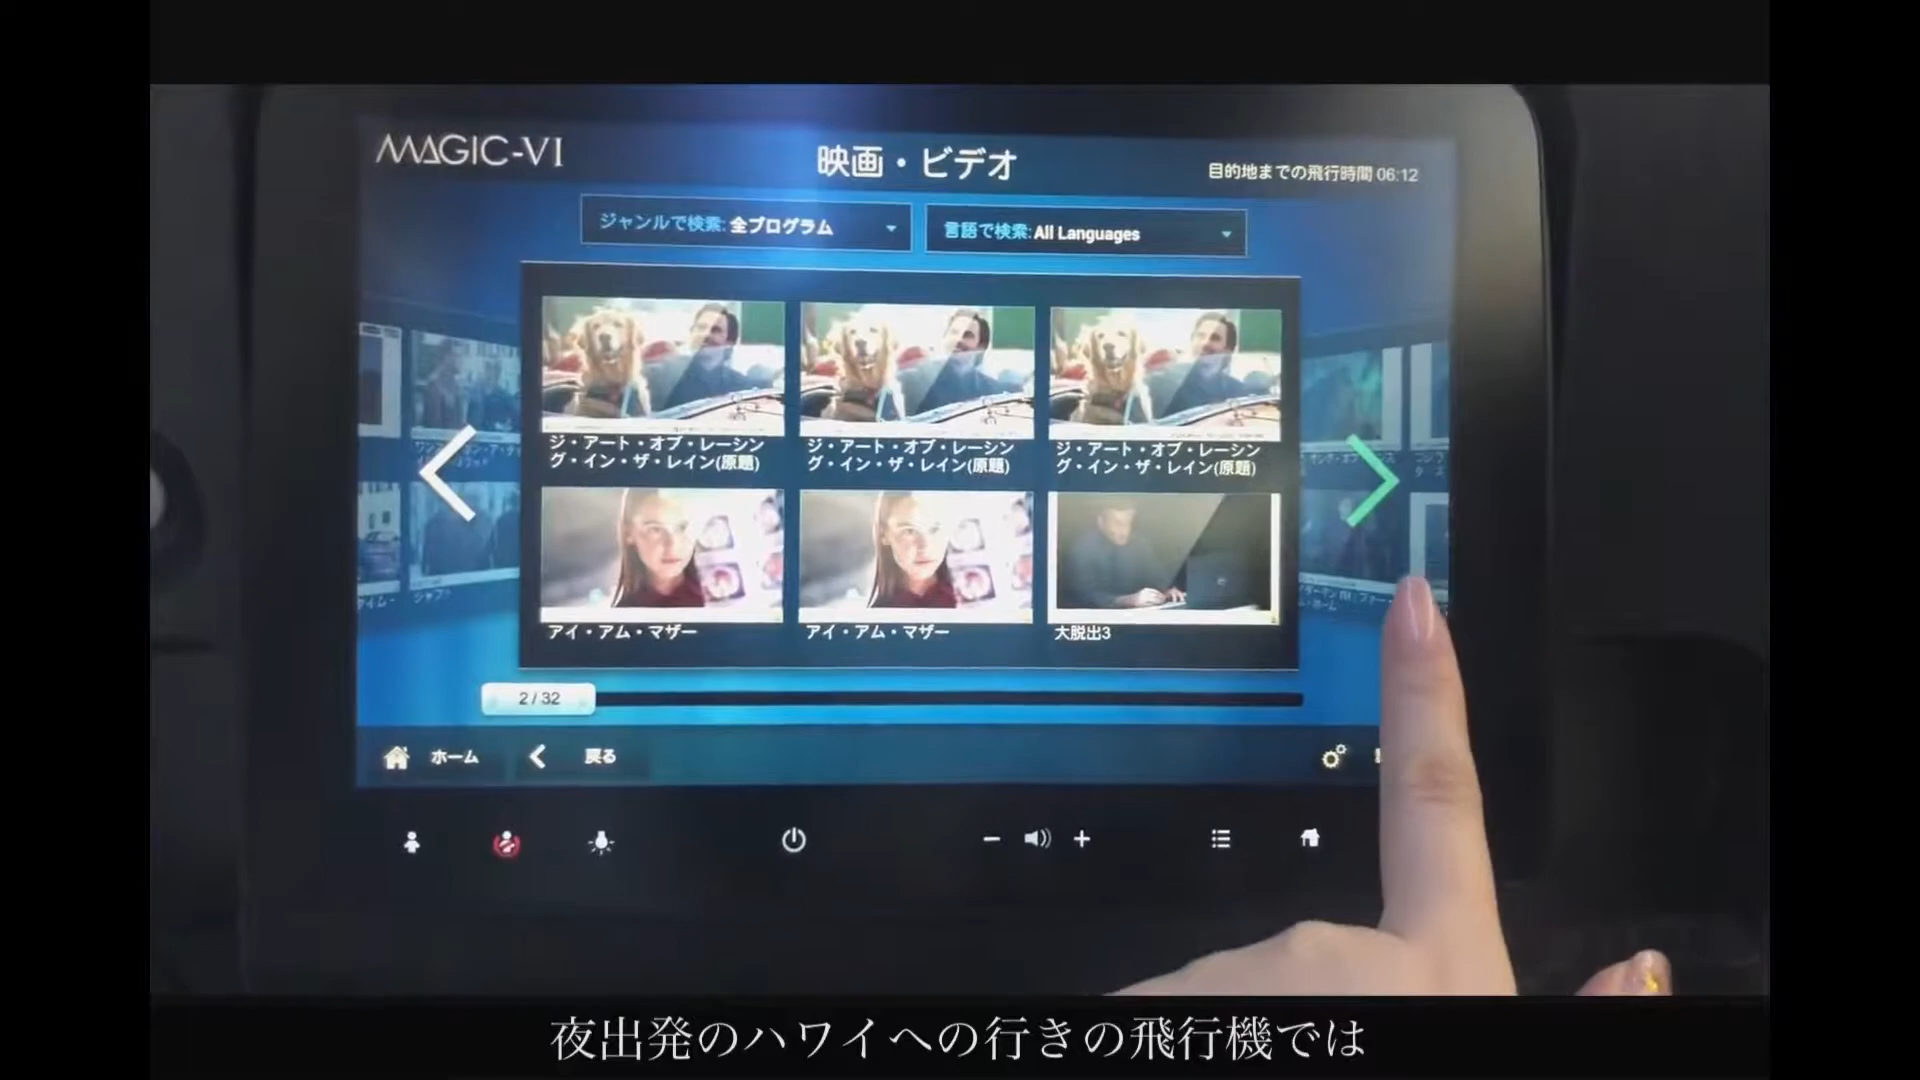 MAGIC-VI
映画・ビデオ
目的地までの飛行時間 06:12
ジャンルで検索: 全プログラム
言語で検索: All Languages
ジ・アート・オブ・レーシン
グ・イン・ザ・レイン(原題)
ジ・アート・オブ・レーシン
グ・イン・ザ・レイン(原題)
ジ・アート・オブ・レーシン
グ・イン・ザ・レイン(原題)
アイ・アム・マザー
アイ・アム・マザー
大脱出3
タイム
シャフト
2 / 32
ホーム
戻る
夜出発のハワイへの行きの飛行機では